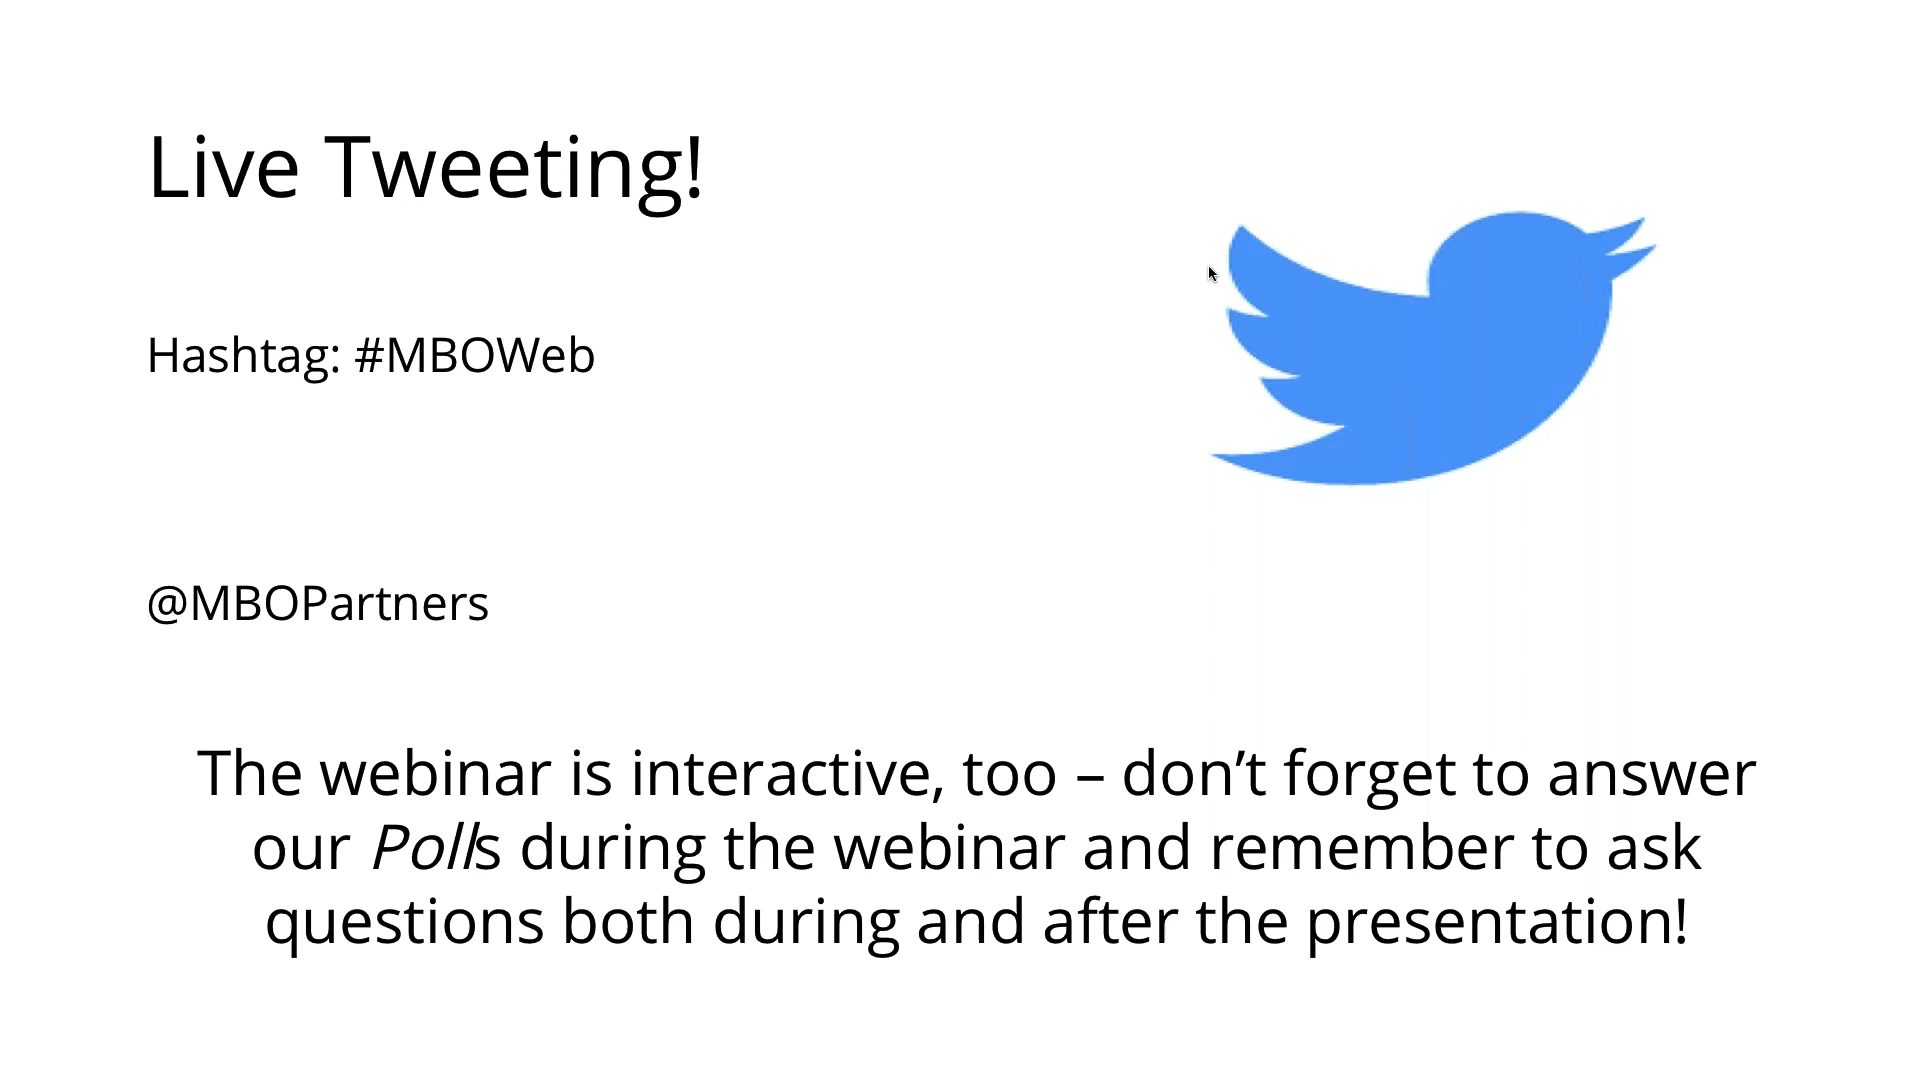 Live Tweeting!
Hashtag: #MBOWeb
@MBOPartners
The webinar is interactive, too – don’t forget to answer
our Polls during the webinar and remember to ask
questions both during and after the presentation!